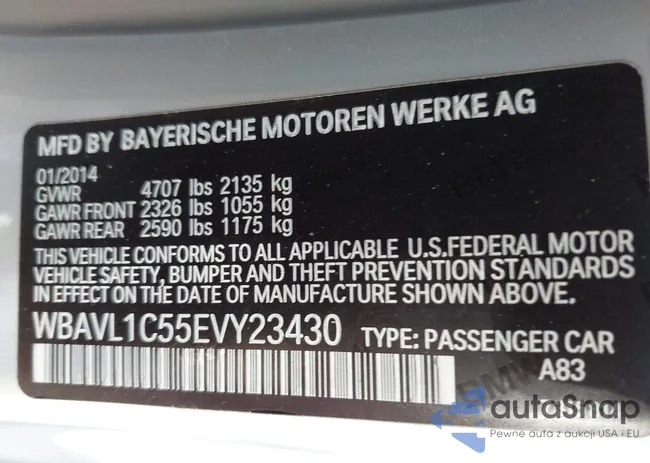 MFD BY BAYERISCHE MOTOREN WERKE AG
01/2014
GVWR 4707 lbs 2135 kg
GAWR FRONT 2326 lbs 1055 kg
GAWR REAR 2590 lbs 1175 kg
THIS VEHICLE CONFORMS TO ALL APPLICABLE U.S.FEDERAL MOTOR
VEHICLE SAFETY, BUMPER AND THEFT PREVENTION STANDARDS
IN EFFECT ON THE DATE OF MANUFACTURE SHOWN ABOVE.
WBAVL1C55EVY23430 TYPE: PASSENGER CAR
A83
autoSnap
Pewne auta z aukcji USA i EU